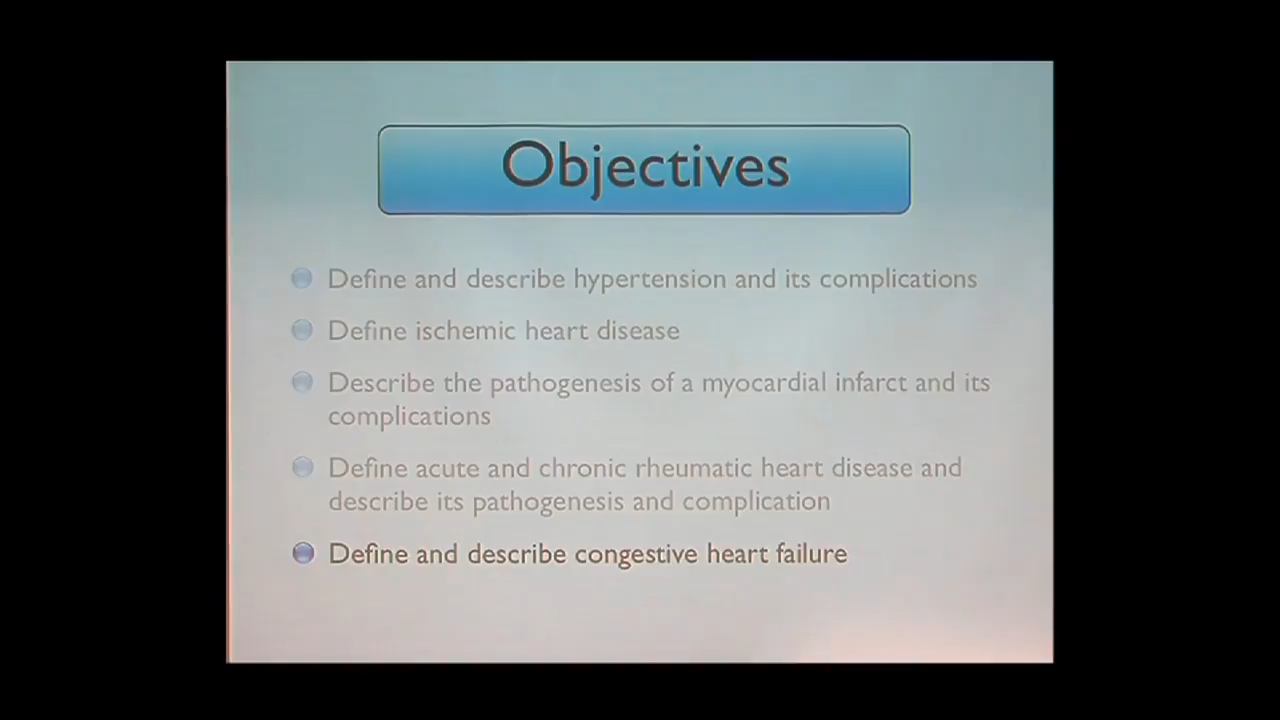 Objectives
Define and describe hypertension and its complications
Define ischemic heart disease
Describe the pathogenesis of a myocardial infarct and its
complications
Define acute and chronic rheumatic heart disease and
describe its pathogenesis and complication
Define and describe congestive heart failure